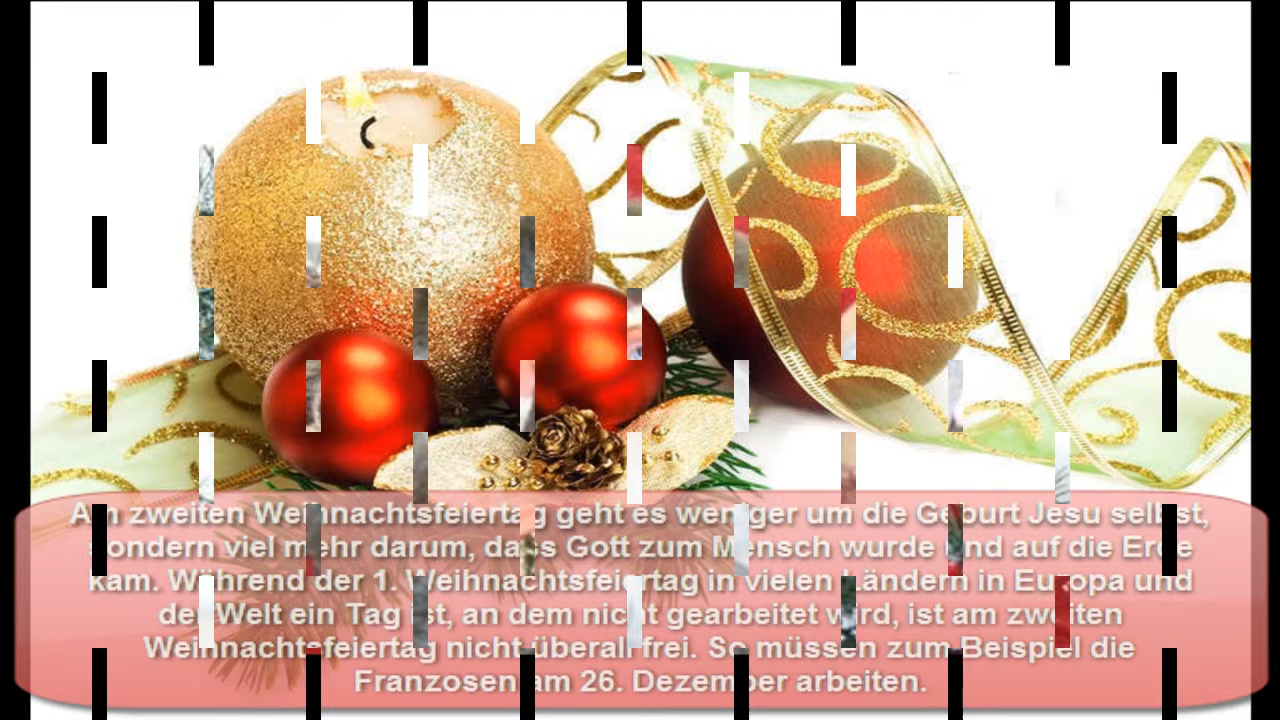 Am zweiten Weihnachtsfeiertag geht es weniger um die Geburt Jesu selbst,
sondern viel mehr darum, dass Gott zum Mensch wurde und auf die Erde
kam. Während der 1. Weihnachtsfeiertag in vielen Ländern in Europa und
der Welt ein Tag ist, an dem nicht gearbeitet wird, ist am zweiten
Weihnachtsfeiertag nicht überall frei. So müssen zum Beispiel die
Franzosen am 26. Dezember arbeiten.